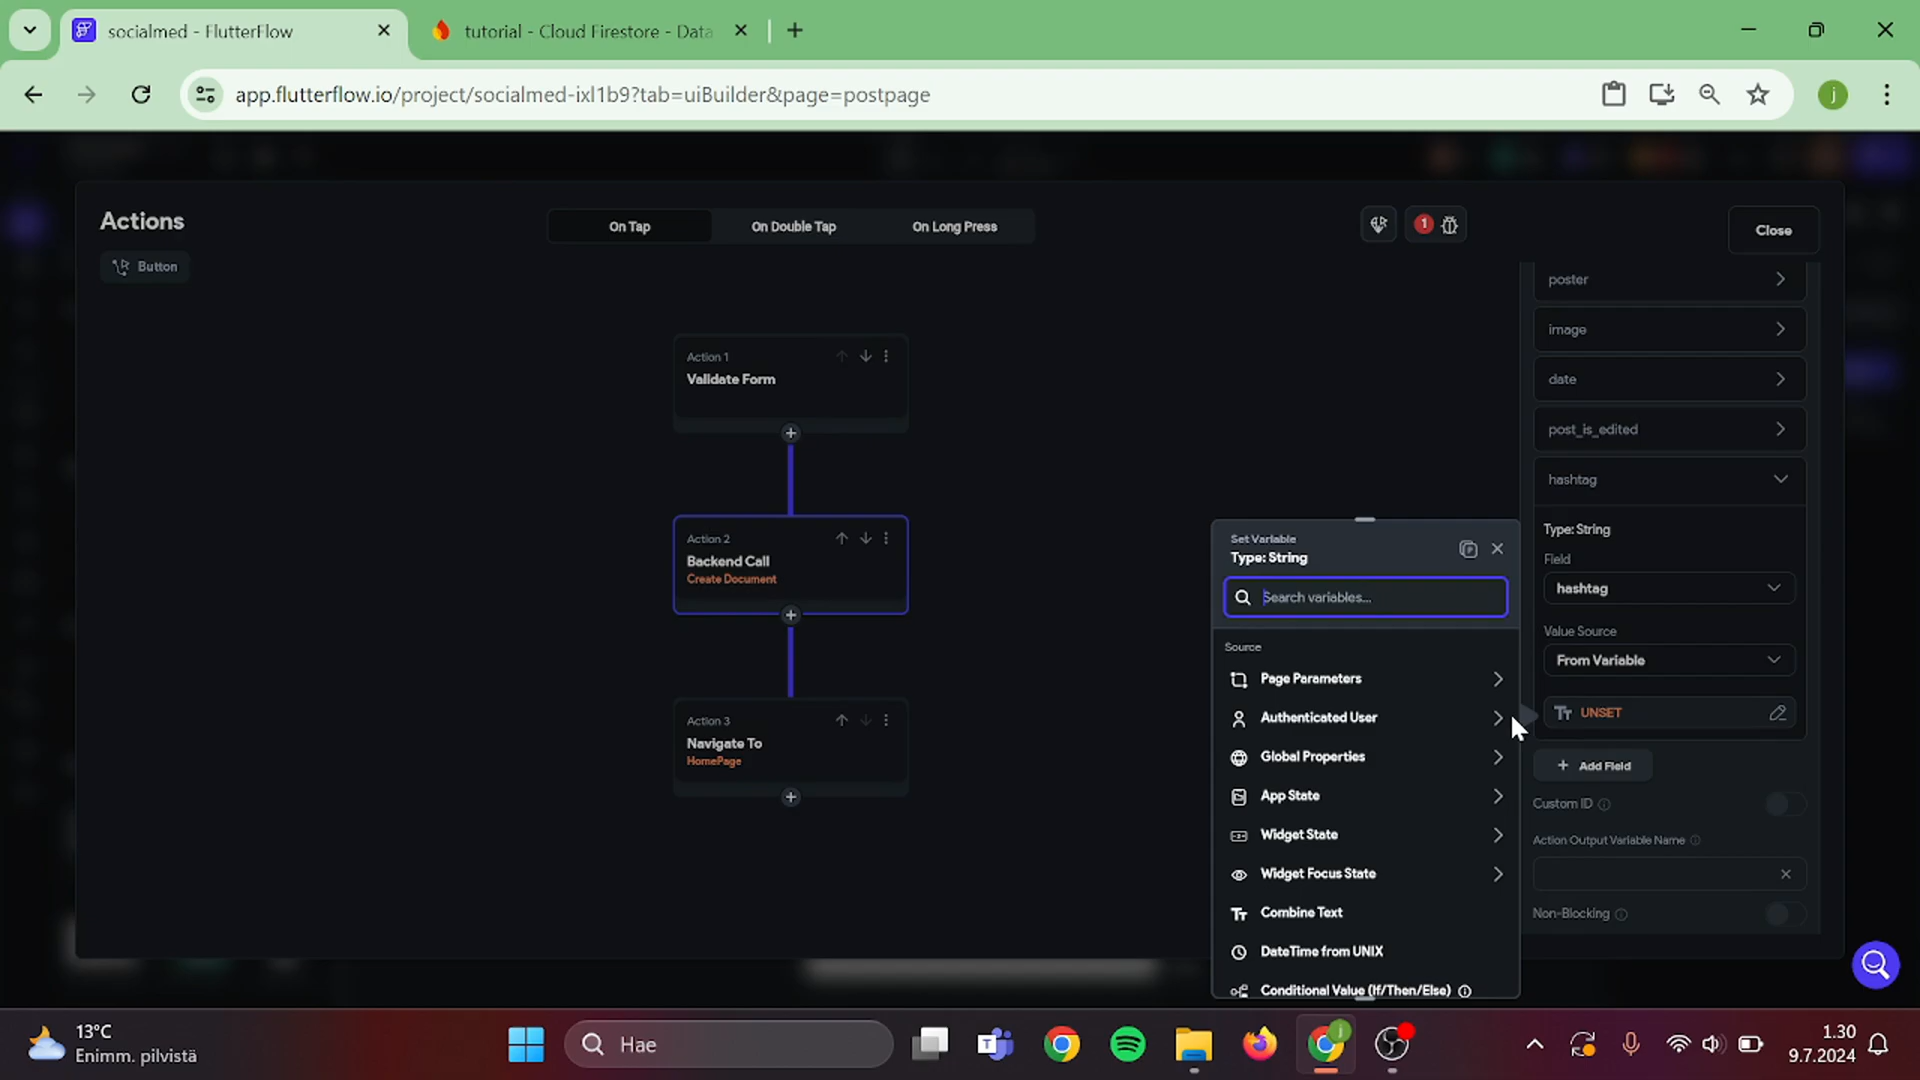 socialmed - FlutterFlow
tutorial - Cloud Firestore - Data
app.flutterflow.io/project/socialmed-ixl1b9?tab=uiBuilder&page=postpage
j
Actions
On Tap
On Double Tap
On Long Press
1
Close
Button
poster
image
date
post_is_edited
hashtag
Type: String
Field
hashtag
Value Source
From Variable
UNSET
Add Field
Custom ID
Action Output Variable Name
Non-Blocking
Action 1
Validate Form
Action 2
Backend Call
Create Document
Action 3
Navigate To
HomePage
Set Variable
Type: String
Search variables...
Source
Page Parameters
Authenticated User
Global Properties
App State
Widget State
Widget Focus State
Combine Text
DateTime from UNIX
Conditional Value (If/Then/Else)
13°C
Enimm. pilvistä
Hae
1.30
9.7.2024